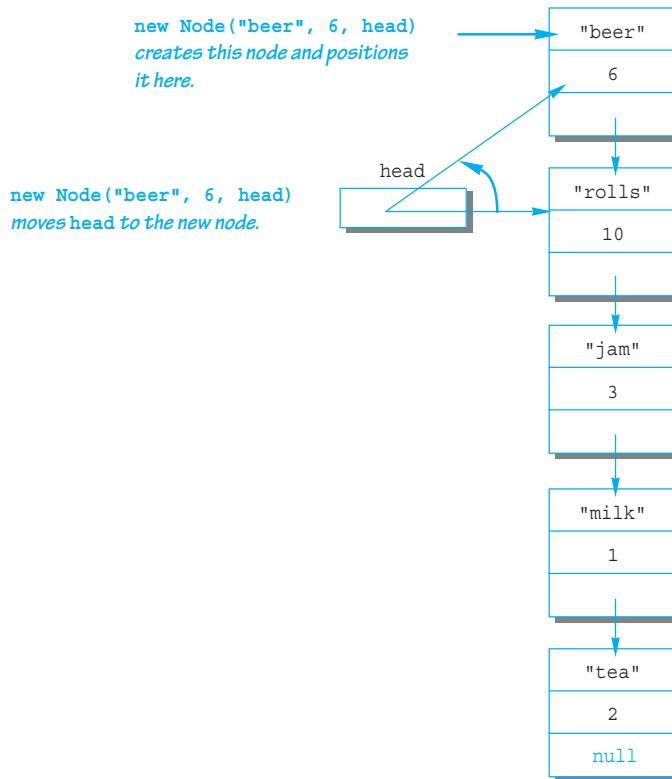 new Node("beer", 6, head)
creates this node and positions
it here.
"beer"
6
head
new Node("beer", 6, head)
moves head to the new node.
"rolls"
10
"jam"
3
"milk"
1
"tea"
2
null